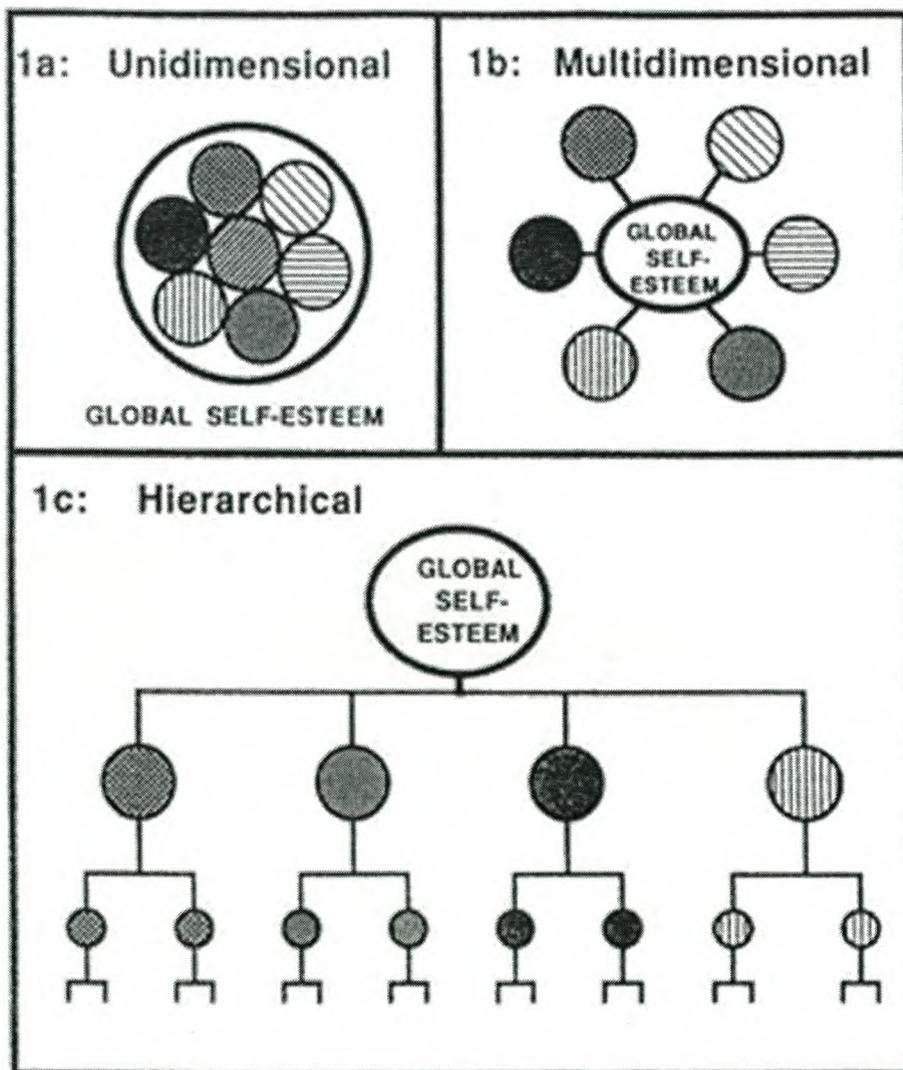 1a: Unidimensional
GLOBAL SELF-ESTEEM
1b: Multidimensional
GLOBAL
SELF-
ESTEEM
1c: Hierarchical
GLOBAL
SELF-
ESTEEM